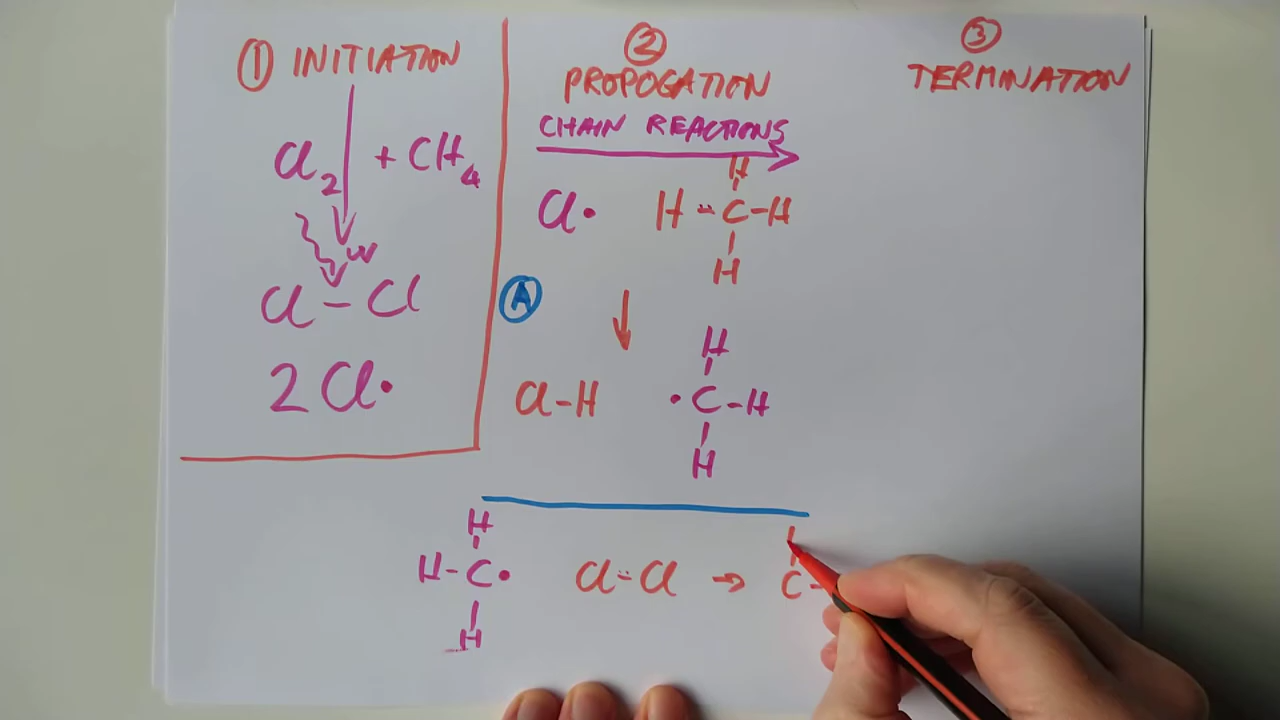 ① INITIATION
Cl2 + CH4
UV
Cl - Cl
2 Cl•
②
PROPOGATION
CHAIN REACTIONS
H
Cl• H -- C - H
H
Ⓐ
H
Cl-H • C - H
H
③
TERMINATION
H
H - C • Cl -- Cl → C -
H